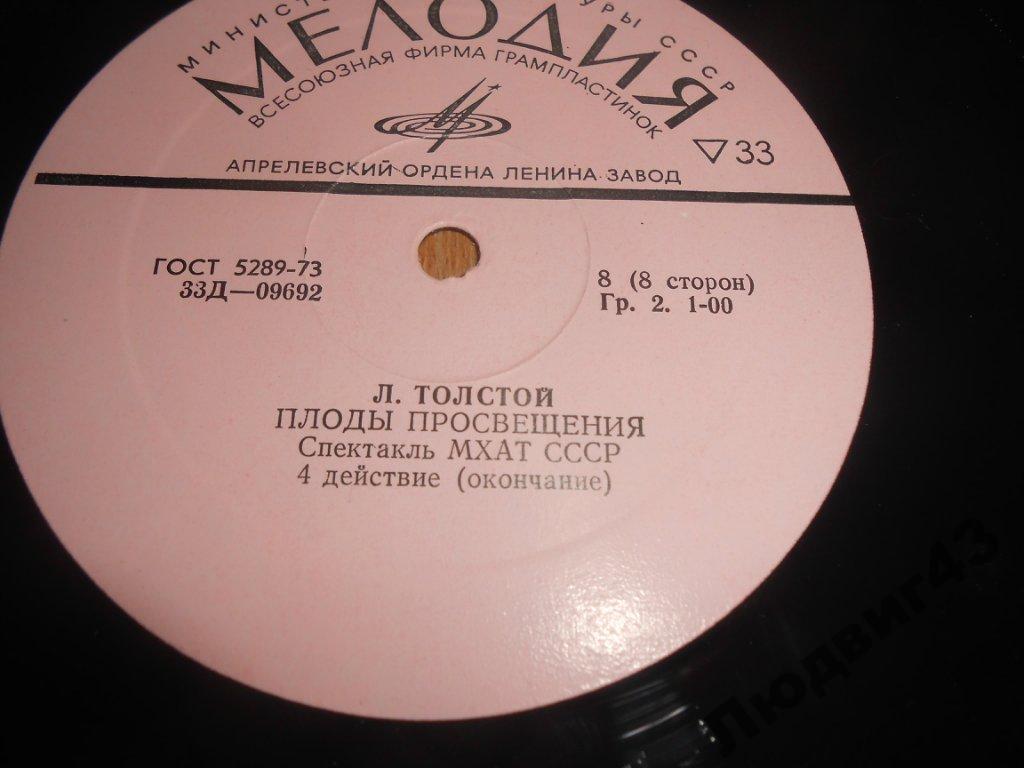 МИНИСТ УРЫ СССР
МЕЛОДИЯ
ВСЕСОЮЗНАЯ ФИРМА ГРАМПЛАСТИНОК
33
АПРЕЛЕВСКИЙ ОРДЕНА ЛЕНИНА ЗАВОД
ГОСТ 5289-73
33Д—09692
8 (8 сторон)
Гр. 2. 1-00
Л. ТОЛСТОЙ
ПЛОДЫ ПРОСВЕЩЕНИЯ
Спектакль МХАТ СССР
4 действие (окончание)
Людвиг43